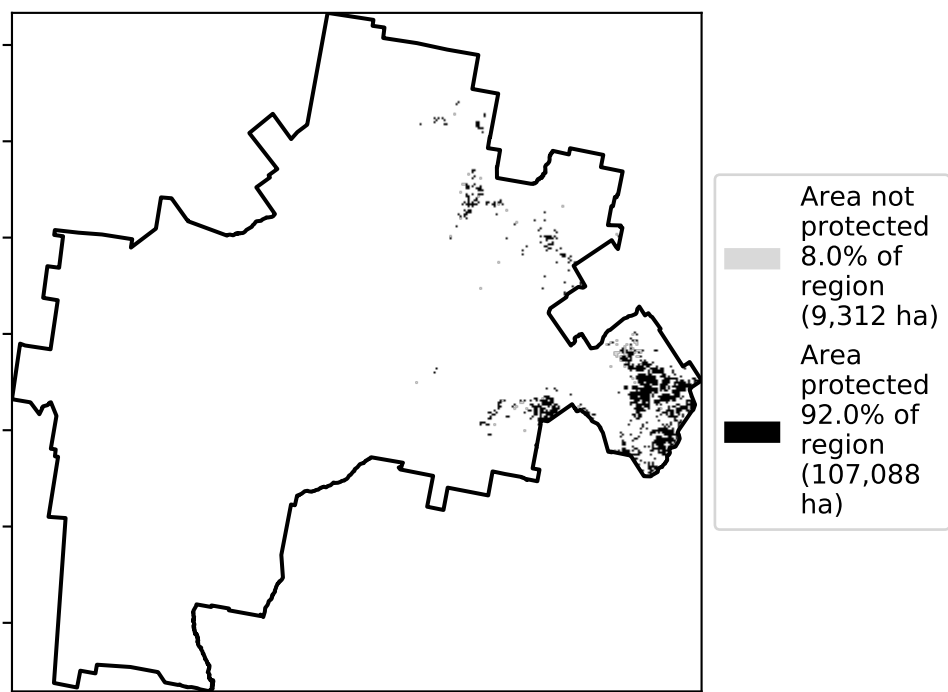 Area not
protected
8.0% of
region
(9,312 ha)
Area
protected
92.0% of
region
(107,088
ha)